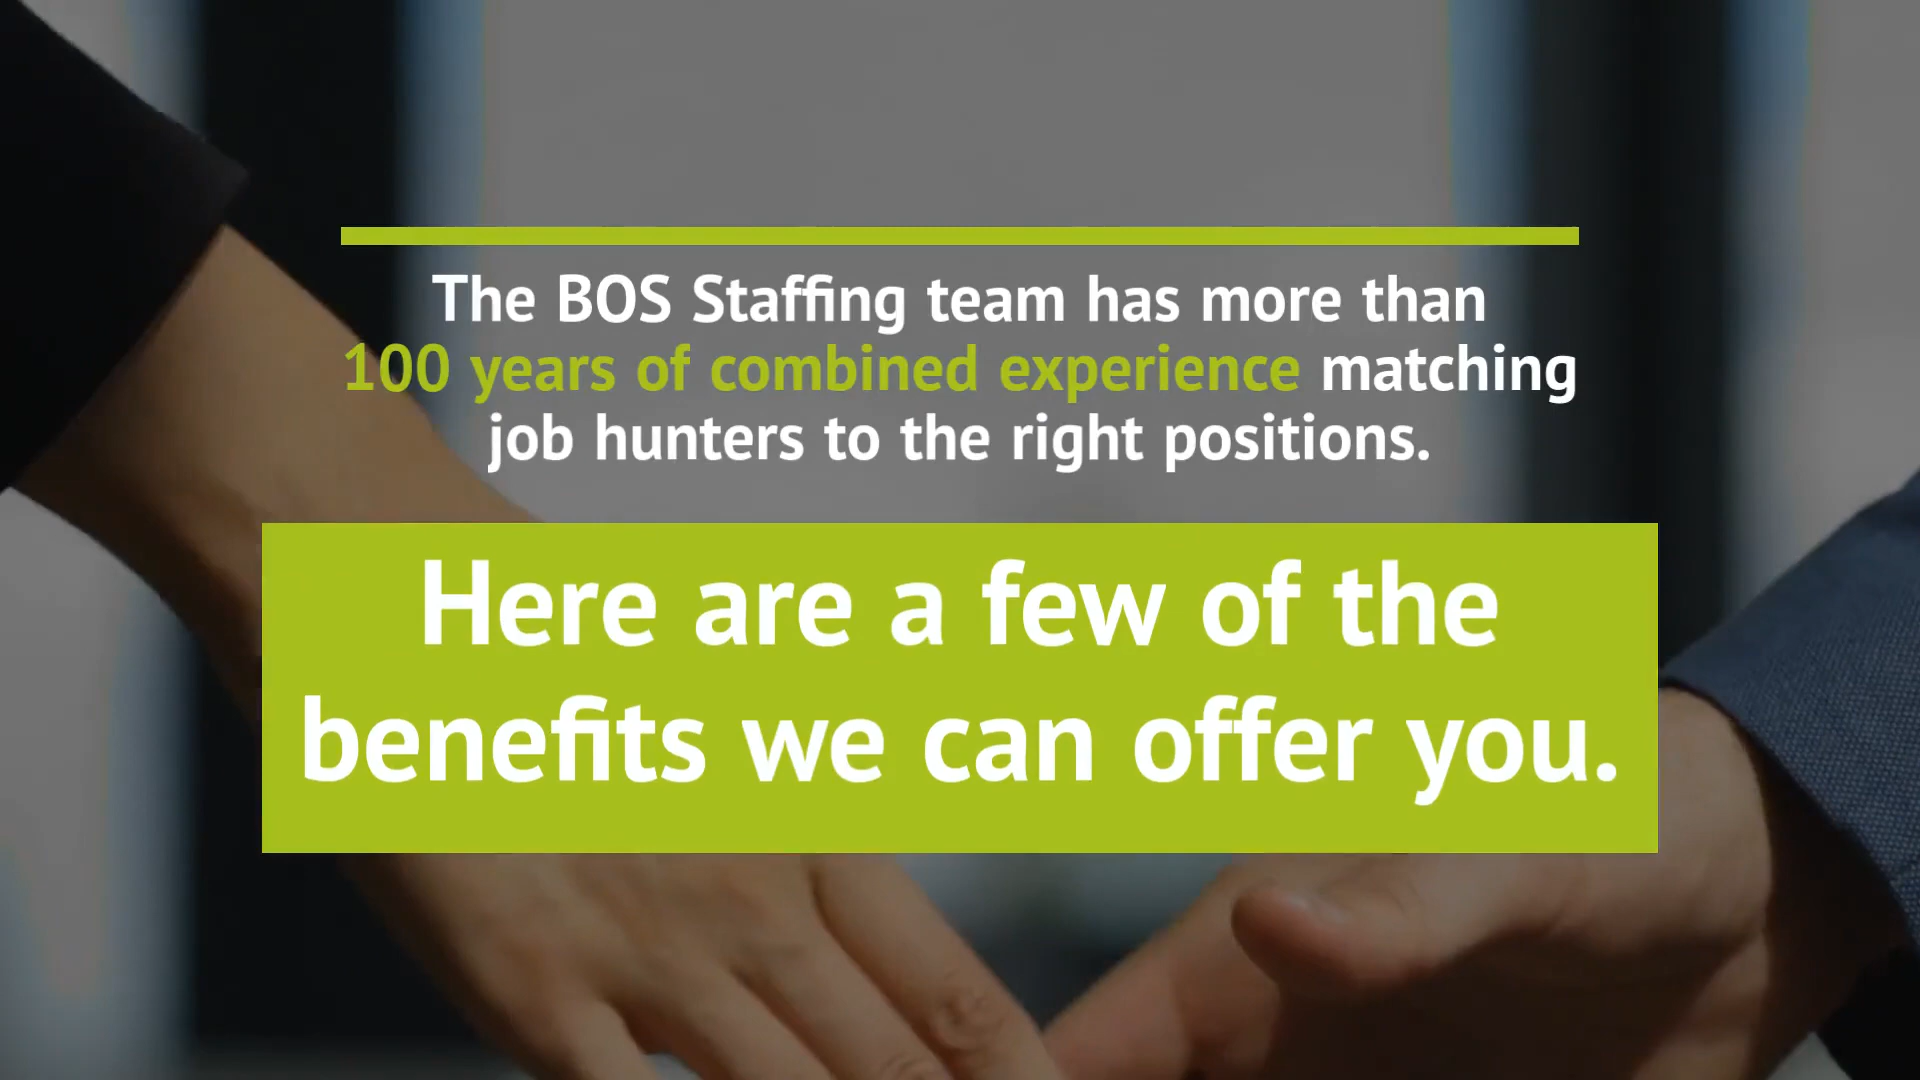 The BOS Staffing team has more than
100 years of combined experience matching
job hunters to the right positions.
Here are a few of the
benefits we can offer you.